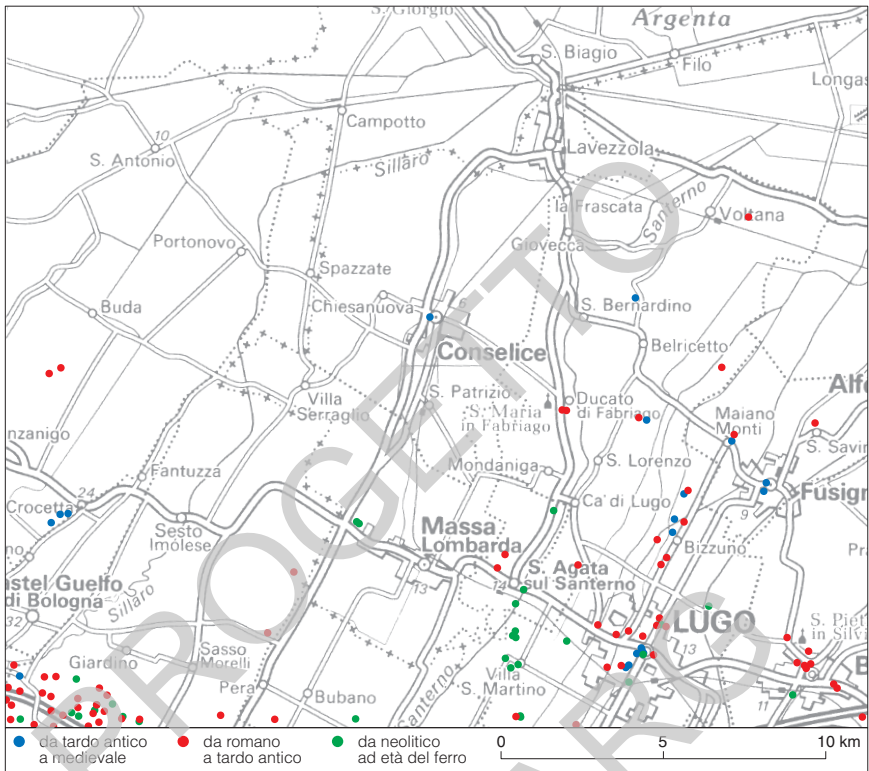 S. Giorgio
Argenta
S. Biagio
Filo
Longas
Campotto
10
S. Antonio
Lavezzola
Sillaro
la Frascata
Santerno
Voltana
Portonovo
Giovecca
Spazzate
Chiesanuova
6
S. Bernardino
Buda
Conselice
Belricetto
Villa
Serraglio
S. Patrizio
S. Maria
in Fabriago
Ducato
di Fabriago
Alfo
Maiano
Monti
nzanigo
S. Savin
Mondaniga
S. Lorenzo
Fantuzza
24
Crocetta
Ca' di Lugo
Fusign
9
Sesto
Imolese
Massa
Lombarda
Bizzuno
Pra
no
astel Guelfo
di Bologna
13
14
S. Agata
sul Santerno
Sillaro
32
LUGO
S. Piet
in Silvi
13
Giardino
Sasso
Morelli
Villa
S. Martino
B
Pera
Bubano
Santerno
11
PROGETTO
CARG
da tardo antico
a medievale
da romano
a tardo antico
da neolitico
ad età del ferro
0 5 10 km